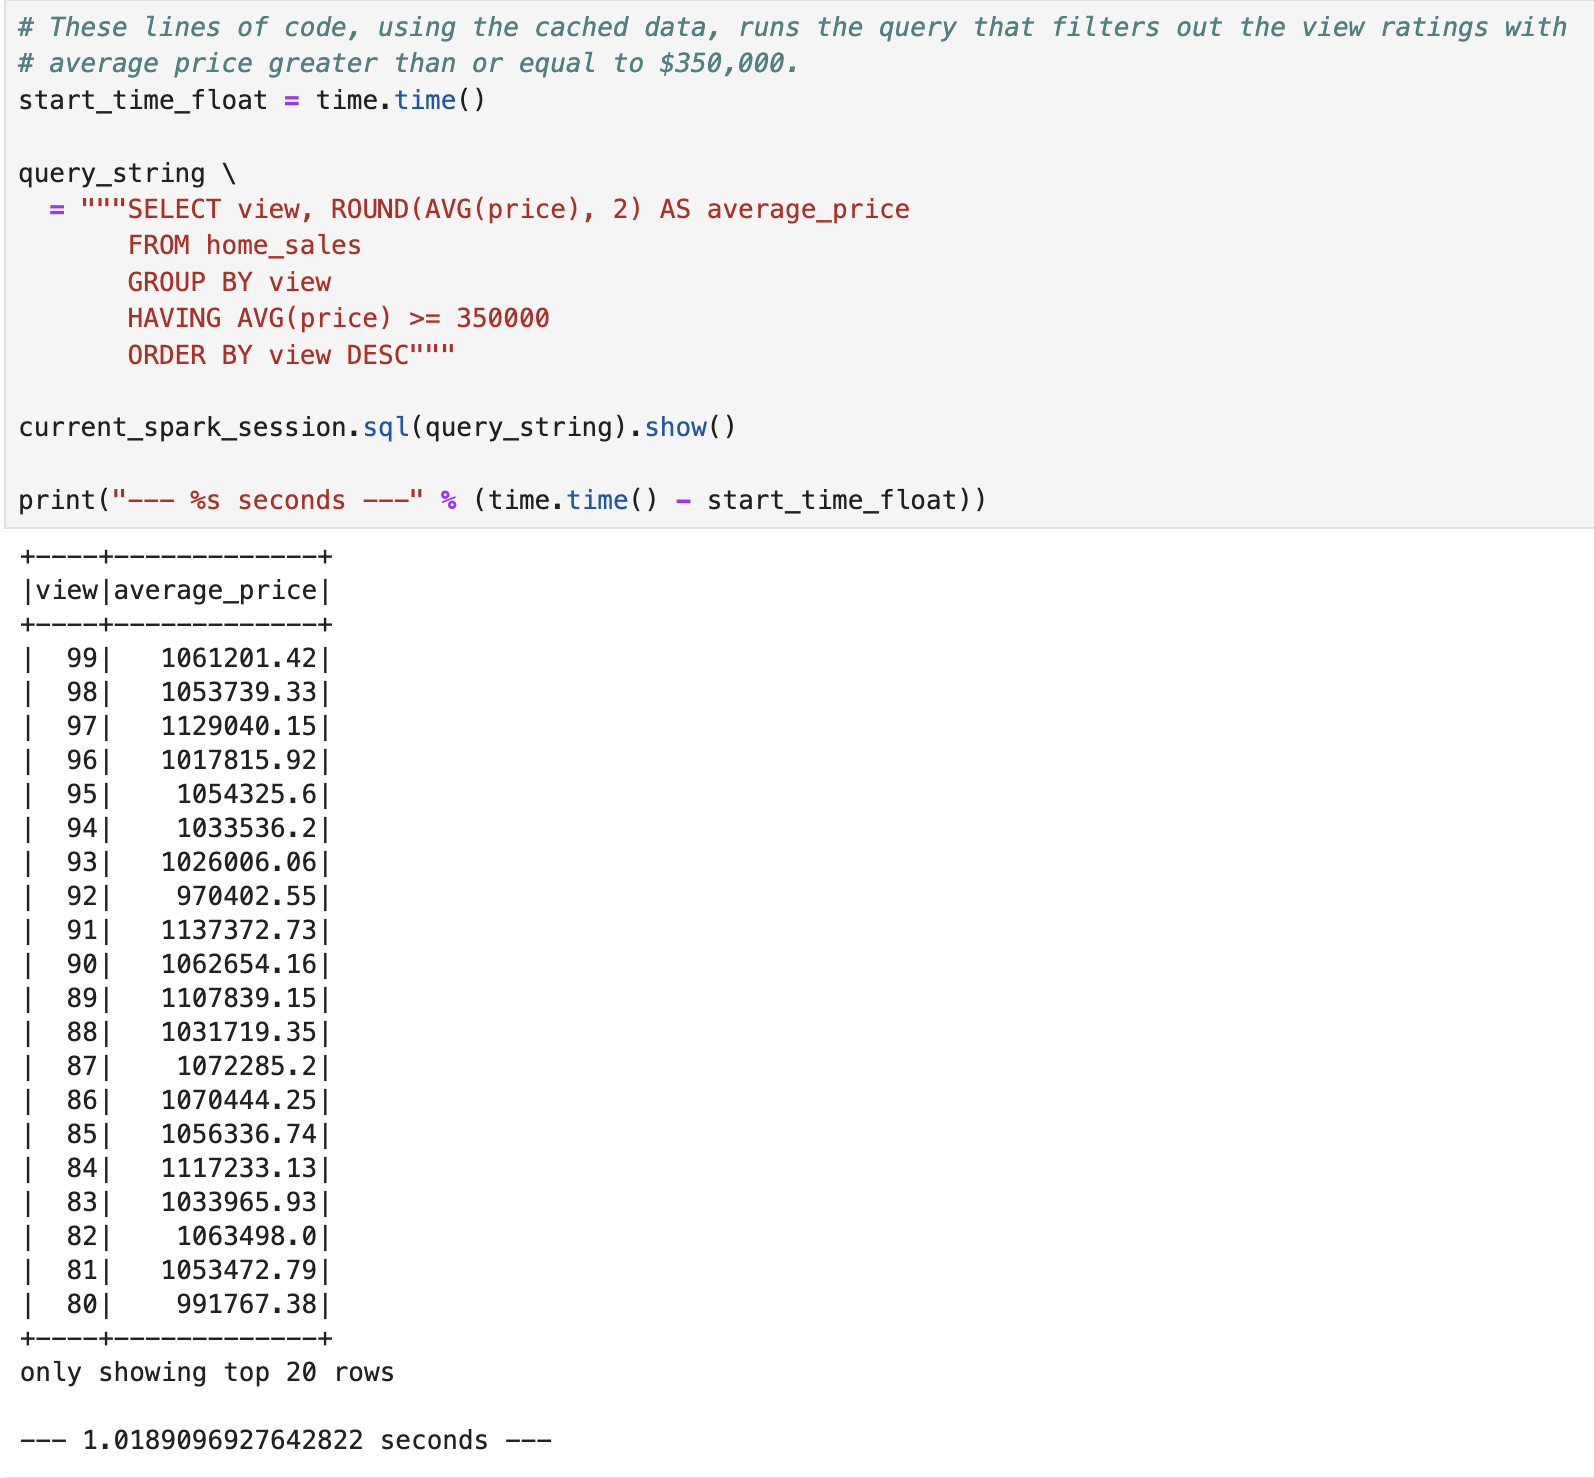 # These lines of code, using the cached data, runs the query that filters out the view ratings with
# average price greater than or equal to $350,000.
start_time_float = time.time()
query_string \
  = """SELECT view, ROUND(AVG(price), 2) AS average_price
       FROM home_sales
       GROUP BY view
       HAVING AVG(price) >= 350000
       ORDER BY view DESC"""
current_spark_session.sql(query_string).show()
print("--- %s seconds ---" % (time.time() - start_time_float))
+----+-------------+
|view|average_price|
+----+-------------+
|  99|   1061201.42|
|  98|   1053739.33|
|  97|   1129040.15|
|  96|   1017815.92|
|  95|    1054325.6|
|  94|    1033536.2|
|  93|   1026006.06|
|  92|    970402.55|
|  91|   1137372.73|
|  90|   1062654.16|
|  89|   1107839.15|
|  88|   1031719.35|
|  87|    1072285.2|
|  86|   1070444.25|
|  85|   1056336.74|
|  84|   1117233.13|
|  83|   1033965.93|
|  82|    1063498.0|
|  81|   1053472.79|
|  80|    991767.38|
+----+-------------+
only showing top 20 rows
--- 1.0189096927642822 seconds ---